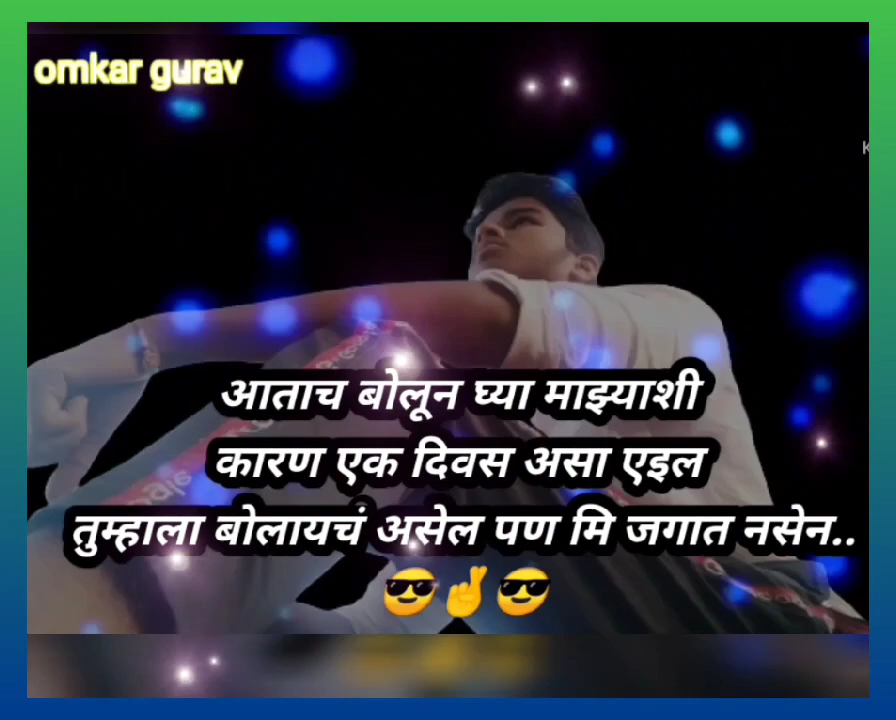 omkar gurav
K
आताच बोलून घ्या माझ्याशी
कारण एक दिवस असा एइल
तुम्हाला बोलायचं असेल पण मि जगात नसेन..
😎🤞😎